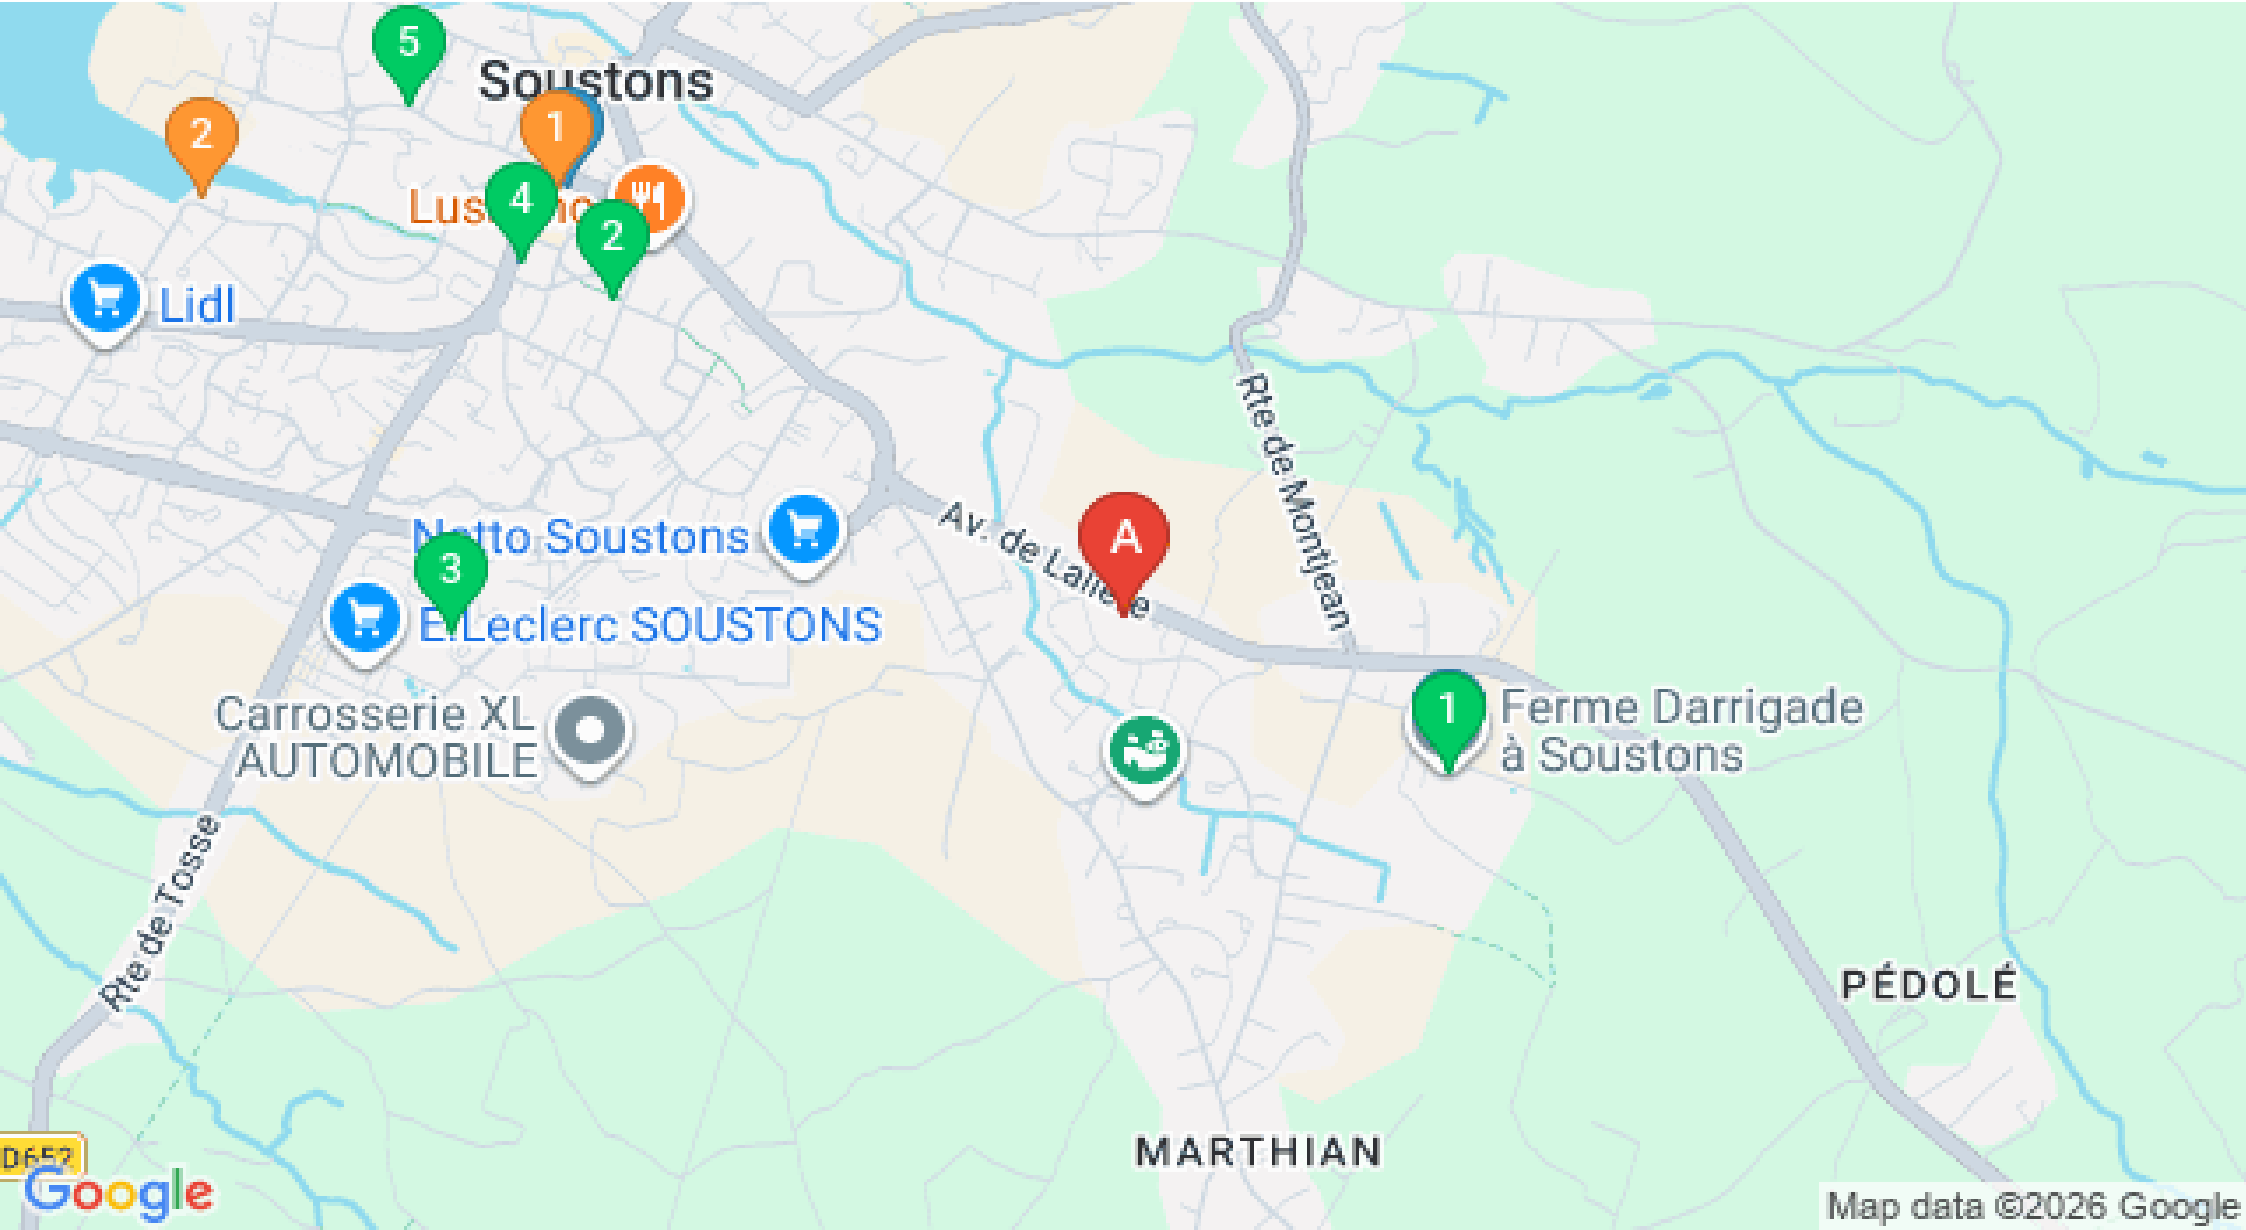 5
Soustons
2
1
4
2
Lidl
Rte de Montjean
Netto Soustons
A
Av. de
3
E.Leclerc SOUSTONS
Carrosserie XL
AUTOMOBILE
1
Ferme Darrigade
à Soustons
Rte de Tosse
PÉDOLÉ
MARTHIAN
D652
Google
Map data ©2026 Google